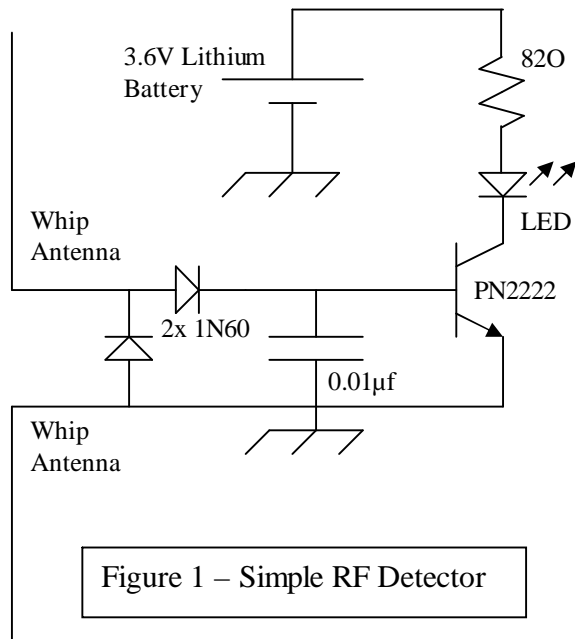 3.6V Lithium
Battery
82O
LED
Whip
Antenna
PN2222
2x 1N60
0.01µf
Whip
Antenna
Figure 1 – Simple RF Detector